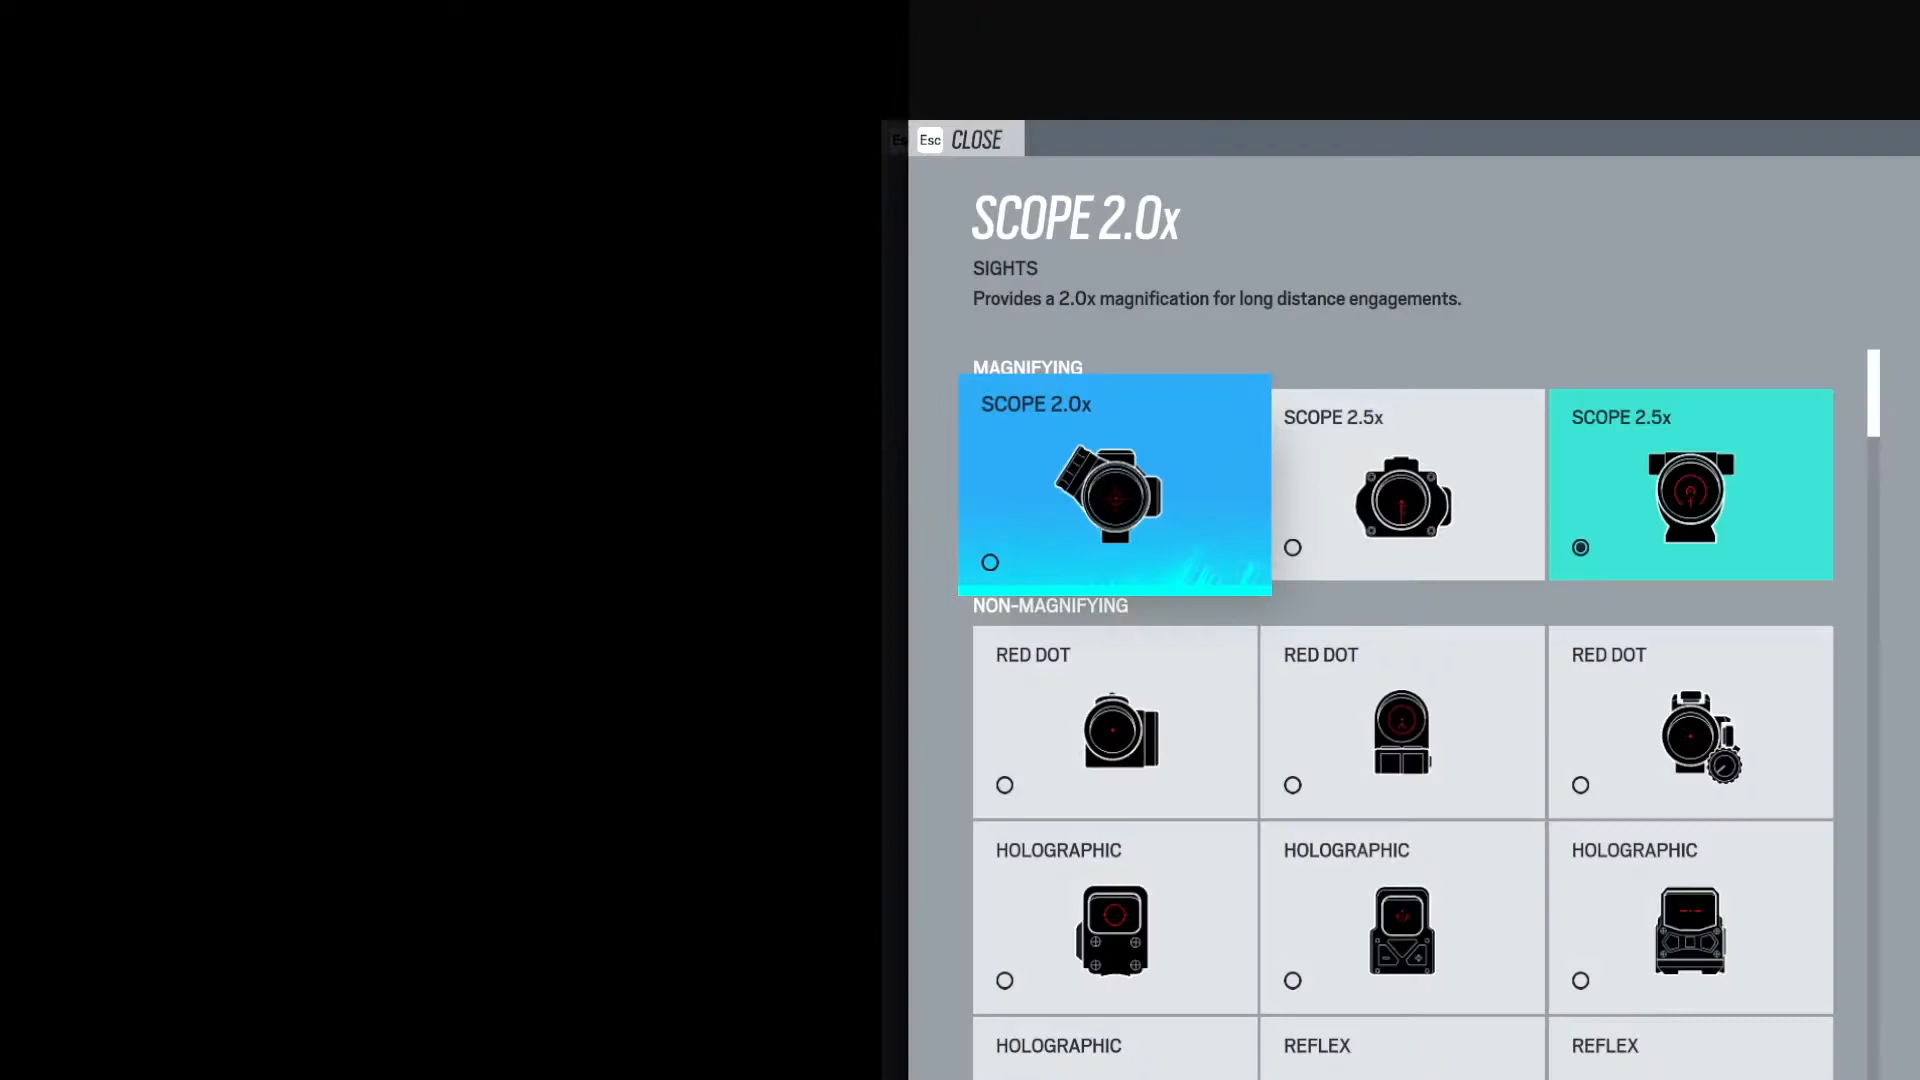 Esc CLOSE
SCOPE 2.0x
SIGHTS
Provides a 2.0x magnification for long distance engagements.
MAGNIFYING
SCOPE 2.0x
SCOPE 2.5x
SCOPE 2.5x
NON-MAGNIFYING
RED DOT
RED DOT
RED DOT
HOLOGRAPHIC
HOLOGRAPHIC
HOLOGRAPHIC
HOLOGRAPHIC
REFLEX
REFLEX